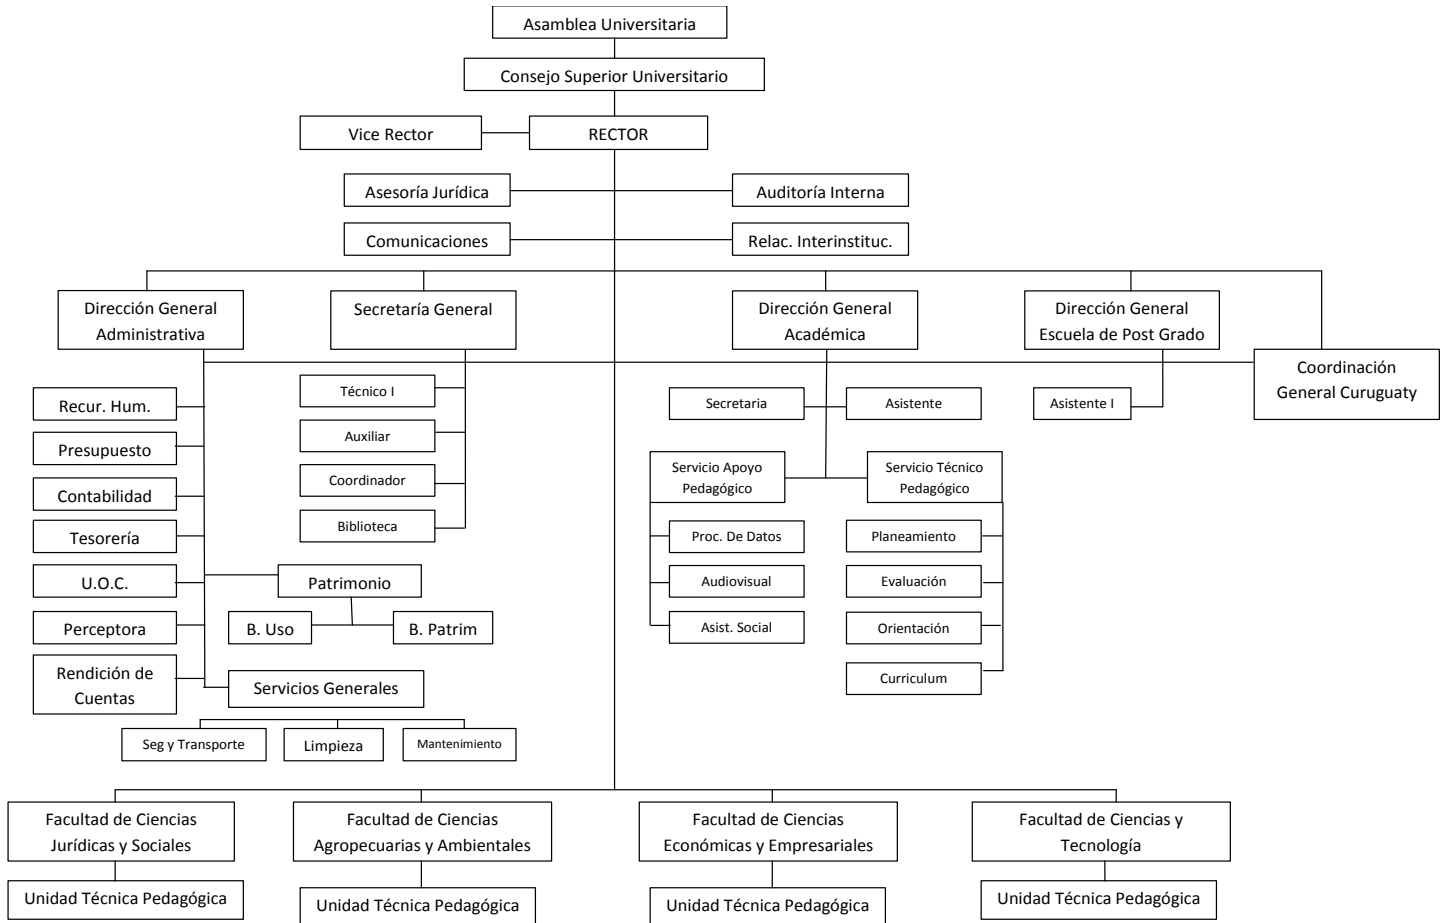 Asamblea Universitaria
Consejo Superior Universitario
Vice Rector
RECTOR
Asesoría Jurídica
Auditoría Interna
Comunicaciones
Relac. Interinstituc.
Dirección General
Administrativa
Secretaría General
Dirección General
Académica
Dirección General
Escuela de Post Grado
Coordinación
General Curuguaty
Recur. Hum.
Presupuesto
Contabilidad
Tesorería
U.O.C.
Perceptora
Rendición de
Cuentas
Patrimonio
B. Uso
B. Patrim
Servicios Generales
Seg y Transporte
Limpieza
Mantenimiento
Técnico I
Auxiliar
Coordinador
Biblioteca
Secretaria
Asistente
Servicio Apoyo
Pedagógico
Servicio Técnico
Pedagógico
Proc. De Datos
Audiovisual
Asist. Social
Planeamiento
Evaluación
Orientación
Curriculum
Asistente I
Facultad de Ciencias
Jurídicas y Sociales
Facultad de Ciencias
Agropecuarias y Ambientales
Facultad de Ciencias
Económicas y Empresariales
Facultad de Ciencias y
Tecnología
Unidad Técnica Pedagógica
Unidad Técnica Pedagógica
Unidad Técnica Pedagógica
Unidad Técnica Pedagógica